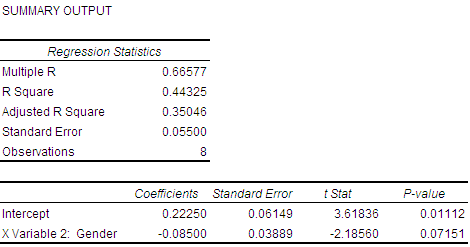 SUMMARY OUTPUT
Regression Statistics
Multiple R 0.66577
R Square 0.44325
Adjusted R Square 0.35046
Standard Error 0.05500
Observations 8
Coefficients Standard Error t Stat P-value
Intercept 0.22250 0.06149 3.61836 0.01112
X Variable 2: Gender -0.08500 0.03889 -2.18560 0.07151